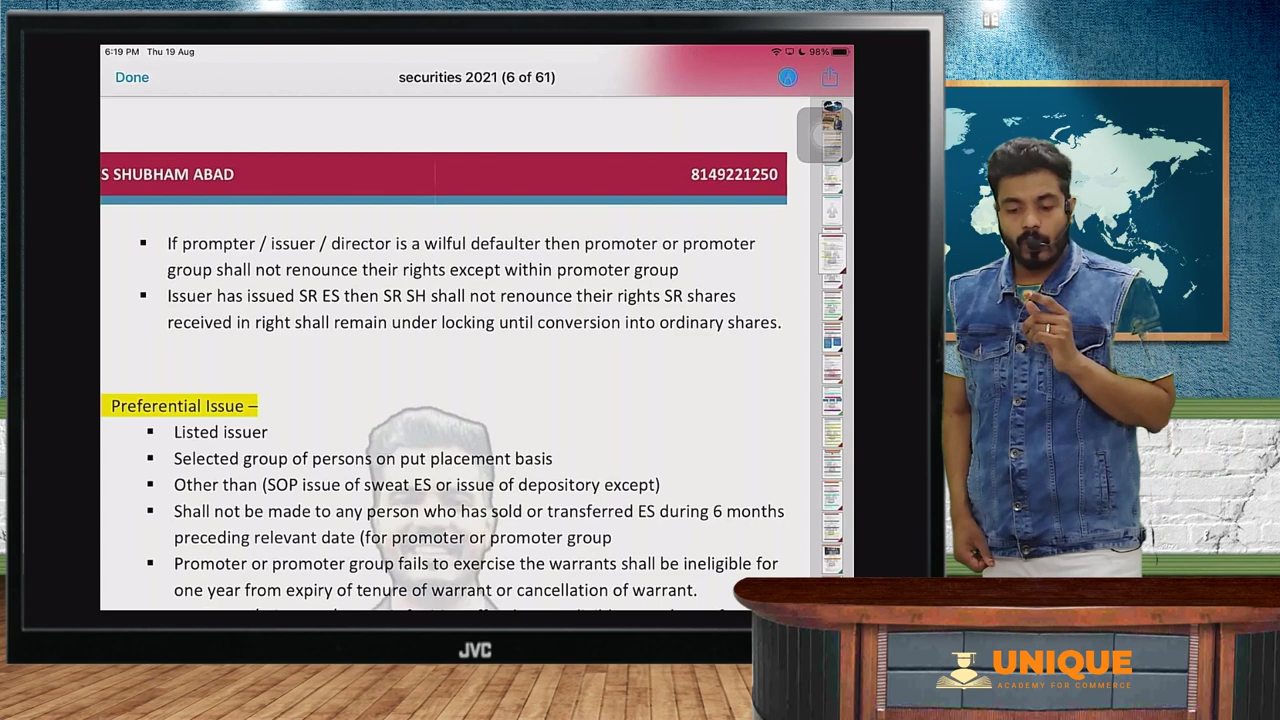 6:19 PM Thu 19 Aug
98%
Done
securities 2021 (6 of 61)
S SHUBHAM ABAD
8149221250
▪ If prompter / issuer / director is a wilful defaulter then promoter or promoter
group shall not renounce their rights except within promoter group
▪ Issuer has issued SR ES then SR SH shall not renounce their rights SR shares
received in right shall remain under locking until conversion into ordinary shares.
Preferential Issue –
▪ Listed issuer
▪ Selected group of persons on put placement basis
▪ Other than (SOP issue of sweat ES or issue of depository except)
▪ Shall not be made to any person who has sold or transferred ES during 6 months
preceding relevant date (for promoter or promoter group
▪ Promoter or promoter group fails to exercise the warrants shall be ineligible for
one year from expiry of tenure of warrant or cancellation of warrant.
JVC
UNIQUE
ACADEMY FOR COMMERCE